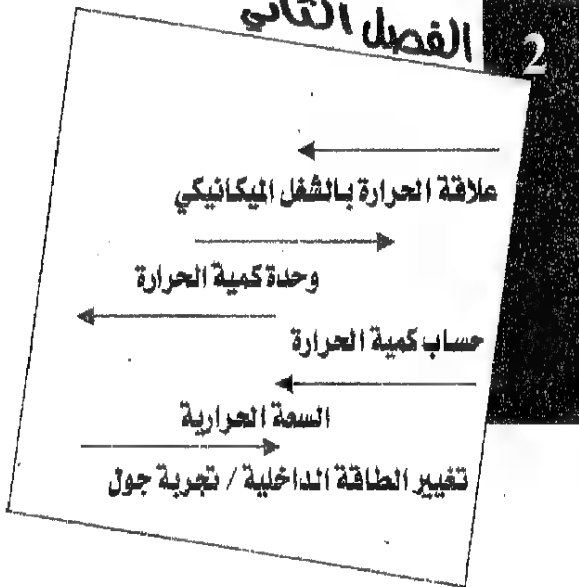 الفصل الثاني
2
علاقة الحرارة بالشغل الميكانيكي
وحدة كمية الحرارة
حساب كمية الحرارة
السعة الحرارية
تغيير الطاقة الداخلية / تجربة جول